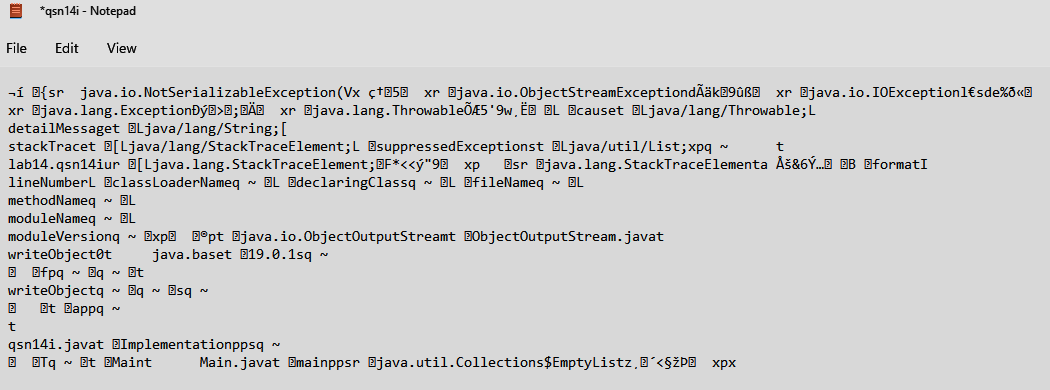 *qsn14i - Notepad
File Edit View
¬í {sr java.io.NotSerializableException(Vx ç†5 xr java.io.ObjectStreamExceptiondÃäk9ûß xr java.io.IOExceptionl€sde%ð«
xr java.lang.ExceptionÐý>;Ä xr java.lang.ThrowableÕÆ5'9w¸Ë L causet Ljava/lang/Throwable;L
detailMessaget Ljava/lang/String;[
stackTracet [Ljava/lang/StackTraceElement;L suppressedExceptionst Ljava/util/List;xpq ~ t
lab14.qsn14iur [Ljava.lang.StackTraceElement;F*<<ý"9 xp sr java.lang.StackTraceElementa Åš&6Ý… B formatI
lineNumberL classLoaderNameq ~ L declaringClassq ~ L fileNameq ~ L
methodNameq ~ L
moduleNameq ~ L
moduleVersionq ~ xp ®pt java.io.ObjectOutputStreamt ObjectOutputStream.javat
writeObject0t java.baset 19.0.1sq ~
fpq ~ q ~ t
writeObjectq ~ q ~ sq ~
t appq ~
t
qsn14i.javat Implementationppsq ~
Tq ~ t Maint Main.javat mainppsr java.util.Collections$EmptyListz¸´<§žÞ xpx